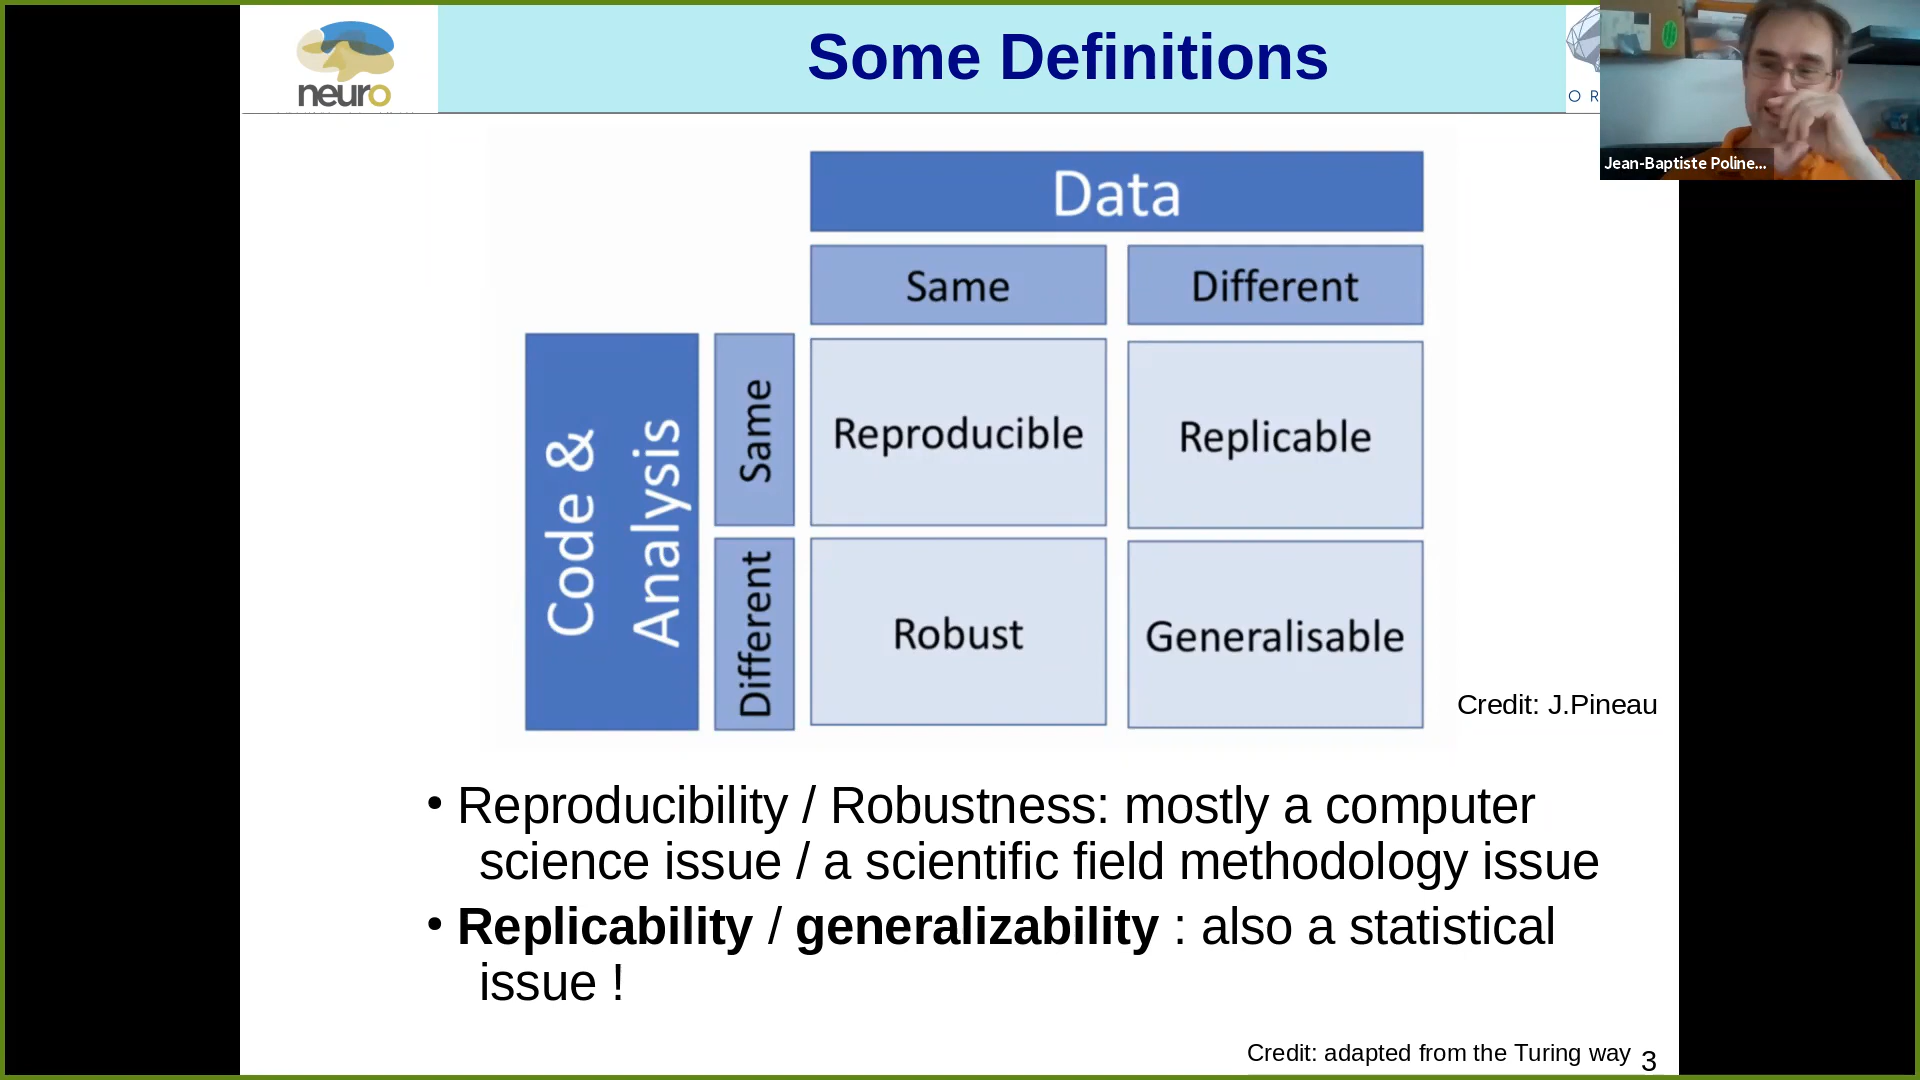 neuro
Some Definitions
O R
Jean-Baptiste Poline...
Data
Same
Different
Code &
Analysis
Same
Reproducible
Replicable
Different
Robust
Generalisable
Credit: J.Pineau
• Reproducibility / Robustness: mostly a computer
science issue / a scientific field methodology issue
• Replicability / generalizability : also a statistical
issue !
Credit: adapted from the Turing way
3